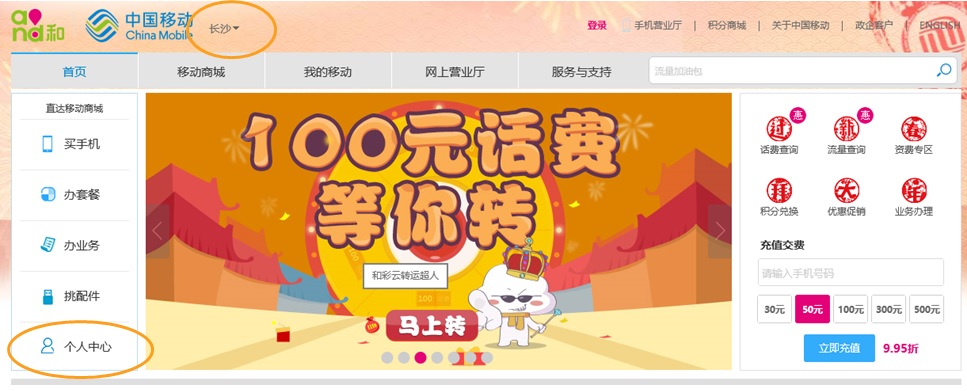 and和
中国移动
China Mobile
长沙
登录
手机营业厅 | 积分商城 | 关于中国移动 | 政企客户 | ENGLISH
首页
移动商城
我的移动
网上营业厅
服务与支持
流量加油包
直达移动商城
买手机
办套餐
办业务
挑配件
个人中心
100元话费
等你转
和彩云转运超人
100
马上转
惠
惠
话费查询
流量查询
资费专区
积分兑换
优惠促销
业务办理
充值交费
请输入手机号码
30元
50元
100元
300元
500元
立即充值
9.95折